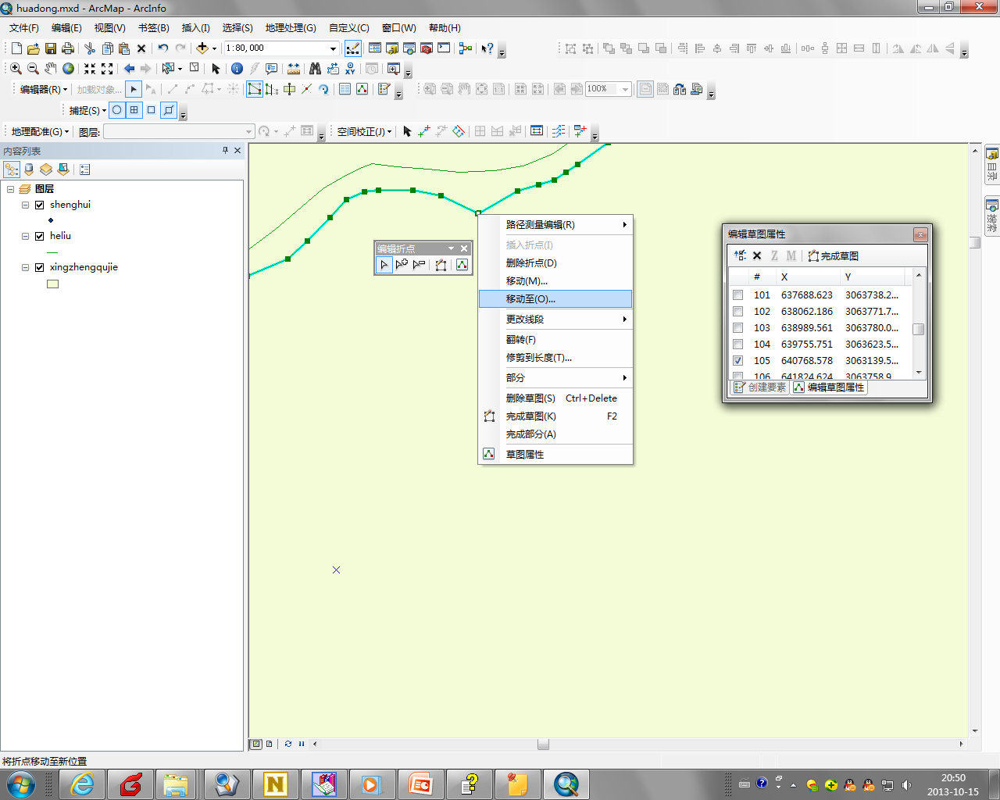 huadong.mxd - ArcMap - ArcInfo
文件(F) 编辑(E) 视图(V) 书签(B) 插入(I) 选择(S) 地理处理(G) 自定义(C) 窗口(W) 帮助(H)
1:80,000
编辑器(R) 加载对象... 100%
捕捉(S)
地理配准(G) 图层: 空间校正(J)
内容列表
图层
shenghui
heliu
xingzhengqujie
编辑折点
路径测量编辑(R)
插入折点(I)
删除折点(D)
移动(M)...
移动至(O)...
更改线段
翻转(F)
修剪到长度(T)...
部分
删除草图(S) Ctrl+Delete
完成草图(K) F2
完成部分(A)
草图属性
编辑草图属性
Z M 完成草图
# X Y
101 637688.623 3063738.2...
102 638062.186 3063771.7...
103 638989.561 3063780.0...
104 639755.751 3063623.5...
105 640768.578 3063139.5...
106 641824.624 3063758.9
创建要素 编辑草图属性
目录
搜索
将折点移动至新位置
20:50
2013-10-15